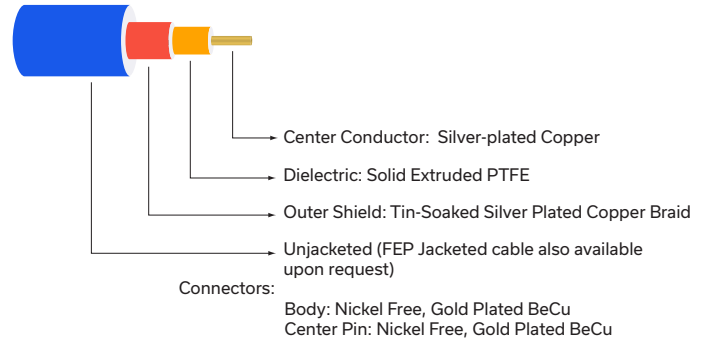 Center Conductor: Silver-plated Copper
Dielectric: Solid Extruded PTFE
Outer Shield: Tin-Soaked Silver Plated Copper Braid
Unjacketed (FEP Jacketed cable also available
upon request)
Connectors:
Body: Nickel Free, Gold Plated BeCu
Center Pin: Nickel Free, Gold Plated BeCu